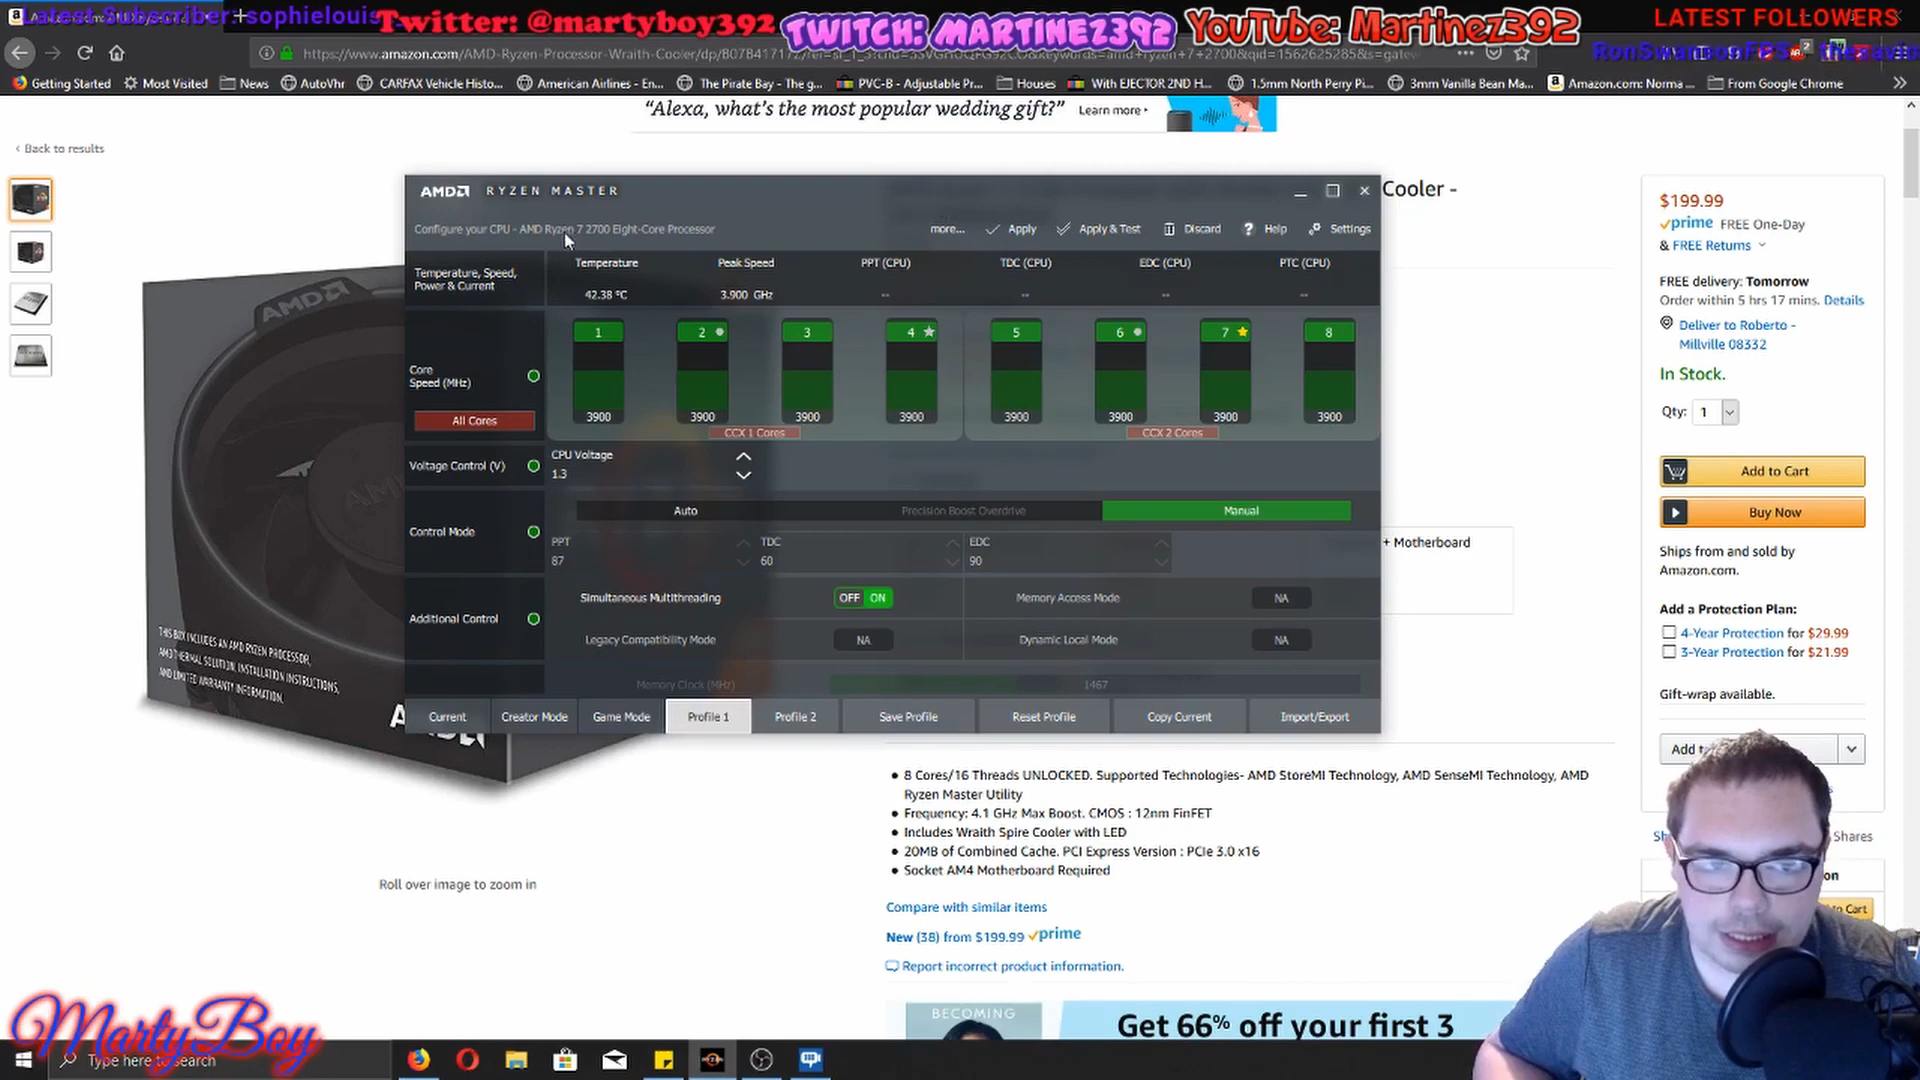 Latest Subscriber: sophielouis
Twitter: @martyboy392
TWITCH: MARTINEZ392
YouTube: Martinez392
LATEST FOLLOWERS
RonSwansonFPS
Getting Started
Most Visited
News
AutoVhr
CARFAX Vehicle Histo...
American Airlines - En...
The Pirate Bay - The g...
PVC-B - Adjustable Pr...
Houses
With EJECTOR 2ND H...
1.5mm North Perry Pi...
3mm Vanilla Bean Ma...
Amazon.com: Norma ...
From Google Chrome
"Alexa, what's the most popular wedding gift?"
Learn more
Back to results
Cooler -
AMD RYZEN MASTER
Configure your CPU - AMD Ryzen 7 2700 Eight-Core Processor
more...
Apply
Apply & Test
Discard
Help
Settings
Temperature, Speed,
Power & Current
Temperature
Peak Speed
PPT (CPU)
TDC (CPU)
EDC (CPU)
PTC (CPU)
42.38 °C
3.900 GHz
--
--
--
--
1
2
3
4
5
6
7
8
Core
Speed (MHz)
All Cores
3900
3900
3900
3900
3900
3900
3900
3900
CCX 1 Cores
CCX 2 Cores
Voltage Control (V)
CPU Voltage
1.3
Control Mode
Auto
Precision Boost Overdrive
Manual
PPT
87
TDC
60
EDC
90
Additional Control
Simultaneous Multithreading
OFF ON
Memory Access Mode
NA
Legacy Compatibility Mode
NA
Dynamic Local Mode
NA
Memory Clock (MHz)
1467
Current
Creator Mode
Game Mode
Profile 1
Profile 2
Save Profile
Reset Profile
Copy Current
Import/Export
AMD
THIS BOX INCLUDES AN AMD RYZEN PROCESSOR,
AMD THERMAL SOLUTION, INSTALLATION INSTRUCTIONS,
AND LIMITED WARRANTY INFORMATION.
Roll over image to zoom in
+ Motherboard
8 Cores/16 Threads UNLOCKED. Supported Technologies- AMD StoreMI Technology, AMD SenseMI Technology, AMD
Ryzen Master Utility
Frequency: 4.1 GHz Max Boost. CMOS : 12nm FinFET
Includes Wraith Spire Cooler with LED
20MB of Combined Cache. PCI Express Version : PCIe 3.0 x16
Socket AM4 Motherboard Required
Compare with similar items
New (38) from $199.99 prime
Report incorrect product information.
BECOMING
Get 66% off your first 3
$199.99
prime FREE One-Day
& FREE Returns
FREE delivery: Tomorrow
Order within 5 hrs 17 mins. Details
Deliver to Roberto -
Millville 08332
In Stock.
Qty: 1
Add to Cart
Buy Now
Ships from and sold by
Amazon.com.
Add a Protection Plan:
4-Year Protection for $29.99
3-Year Protection for $21.99
Gift-wrap available.
Shares
MartyBoy
Type here to search